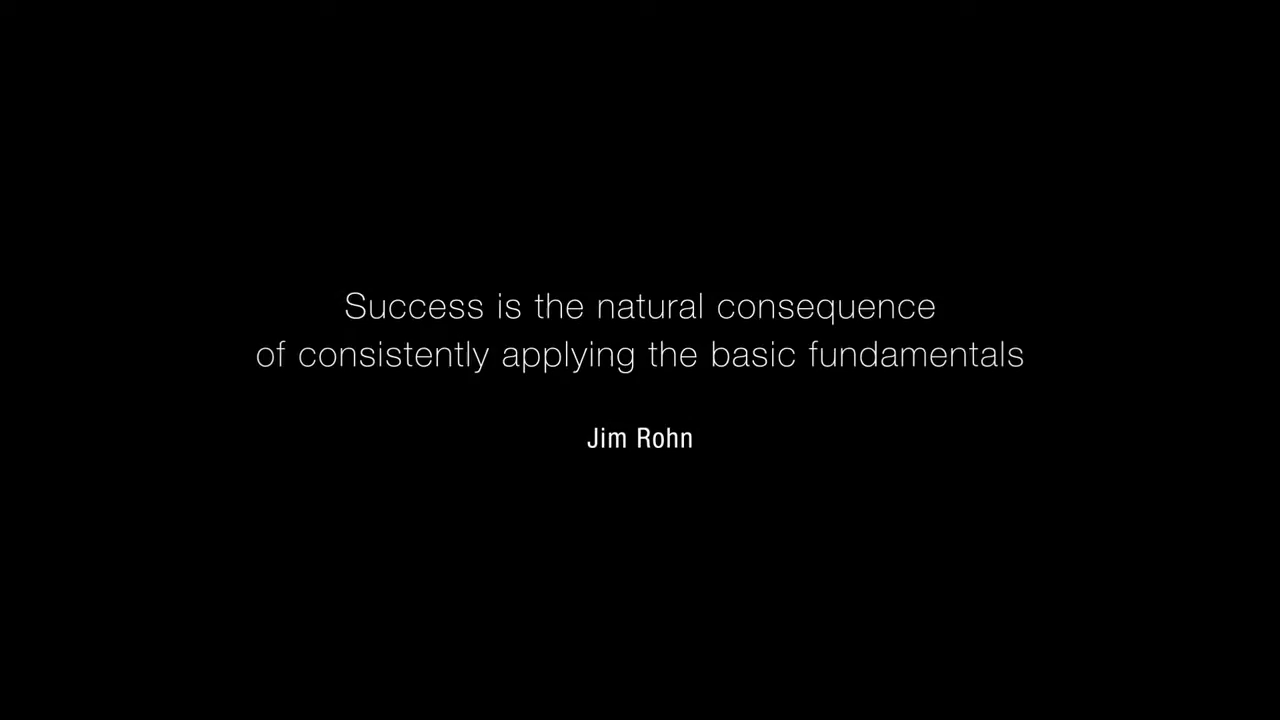 Success is the natural consequence
of consistently applying the basic fundamentals
Jim Rohn